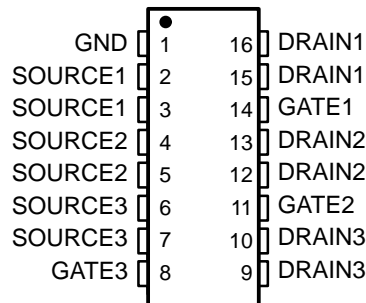 GND 1 16 DRAIN1
SOURCE1 2 15 DRAIN1
SOURCE1 3 14 GATE1
SOURCE2 4 13 DRAIN2
SOURCE2 5 12 DRAIN2
SOURCE3 6 11 GATE2
SOURCE3 7 10 DRAIN3
GATE3 8 9 DRAIN3